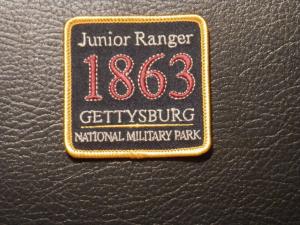 Junior Ranger
1863
GETTYSBURG
NATIONAL MILITARY PARK